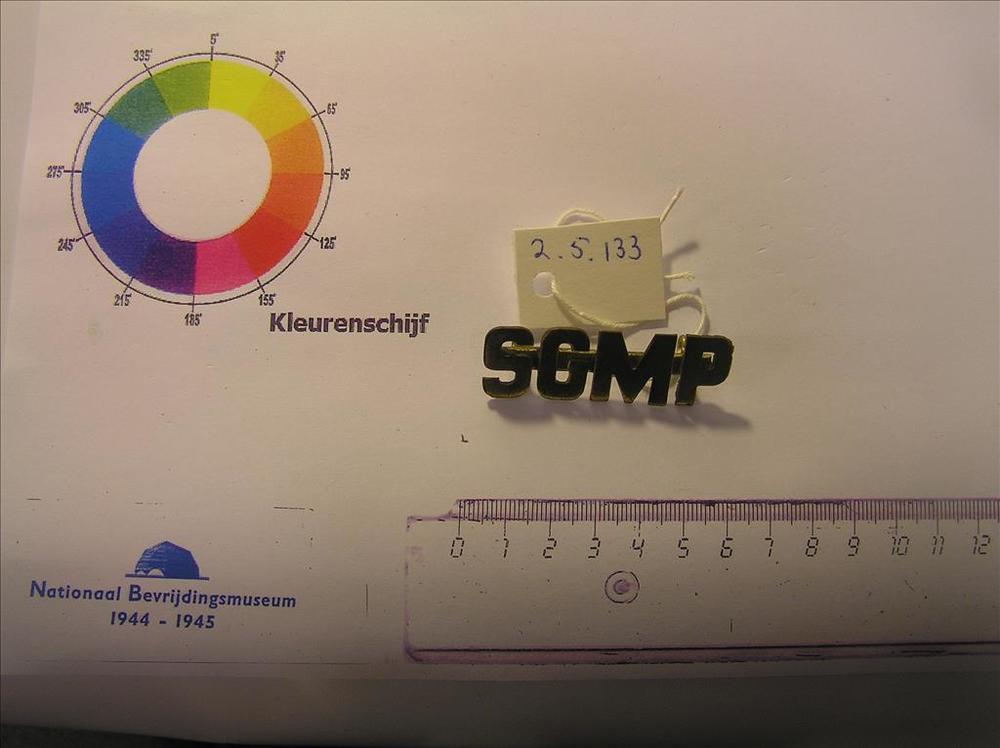 5'
35'
65'
95'
125'
155'
185'
215'
245'
275'
305'
335'
Kleurenschijf
2.5.133
SGMP
Nationaal Bevrijdingsmuseum
1944 - 1945
0 1 2 3 4 5 6 7 8 9 10 11 12